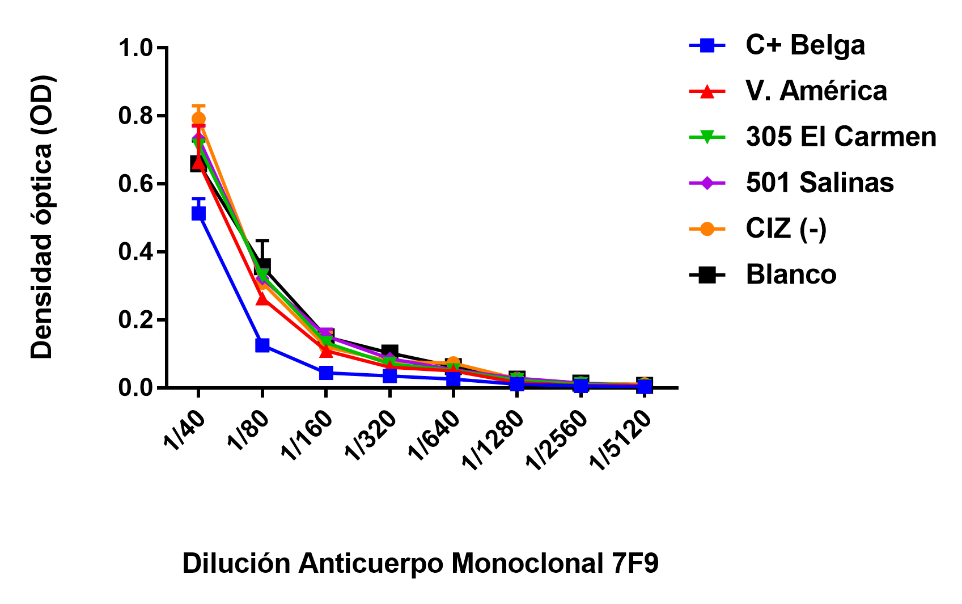 Densidad óptica (OD)
1.0
0.8
0.6
0.4
0.2
0.0
1/40
1/80
1/160
1/320
1/640
1/1280
1/2560
1/5120
Dilución Anticuerpo Monoclonal 7F9
C+ Belga
V. América
305 El Carmen
501 Salinas
CIZ (-)
Blanco